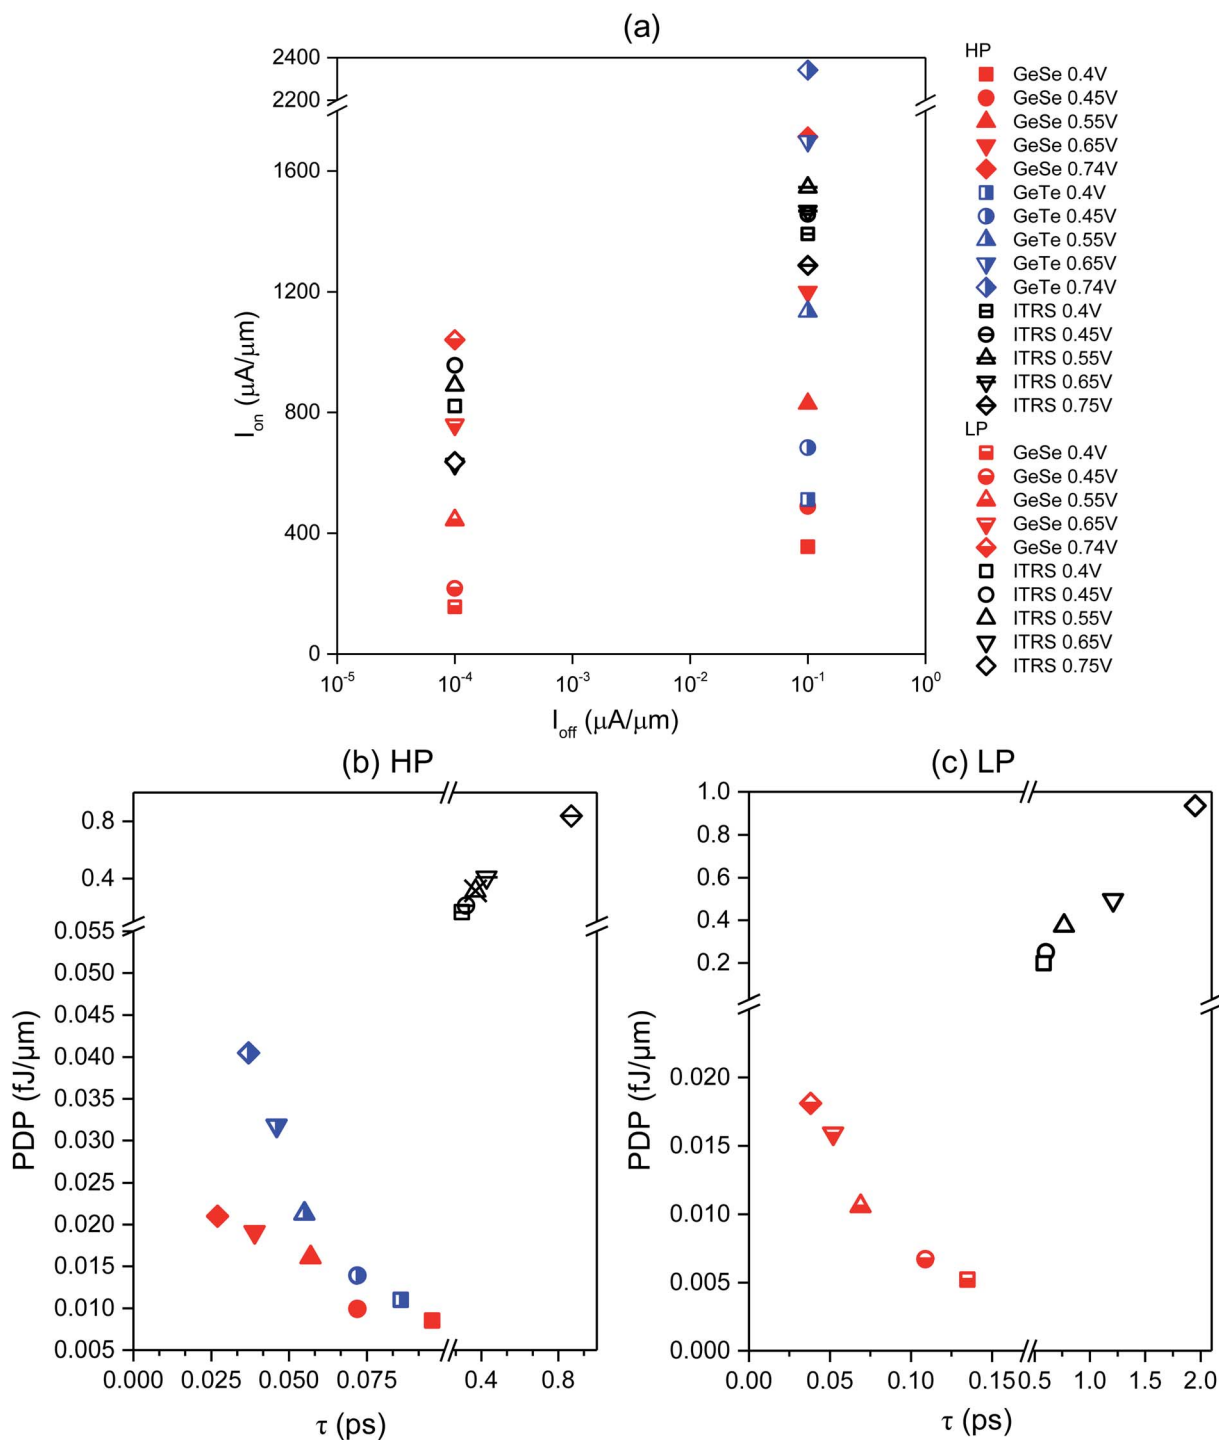 (a)
2400
2200
1600
1200
800
400
0
I_on (μA/μm)
10^-5 10^-4 10^-3 10^-2 10^-1 10^0
I_off (μA/μm)
HP
GeSe 0.4V
GeSe 0.45V
GeSe 0.55V
GeSe 0.65V
GeSe 0.74V
GeTe 0.4V
GeTe 0.45V
GeTe 0.55V
GeTe 0.65V
GeTe 0.74V
ITRS 0.4V
ITRS 0.45V
ITRS 0.55V
ITRS 0.65V
ITRS 0.75V
LP
GeSe 0.4V
GeSe 0.45V
GeSe 0.55V
GeSe 0.65V
GeSe 0.74V
ITRS 0.4V
ITRS 0.45V
ITRS 0.55V
ITRS 0.65V
ITRS 0.75V
(b) HP
0.8
0.4
0.055
0.050
0.045
0.040
0.035
0.030
0.025
0.020
0.015
0.010
0.005
PDP (fJ/μm)
0.000 0.025 0.050 0.075 0.4 0.8
τ (ps)
(c) LP
1.0
0.8
0.6
0.4
0.2
0.020
0.015
0.010
0.005
0.000
PDP (fJ/μm)
0.00 0.05 0.10 0.15 0.5 1.0 1.5 2.0
τ (ps)